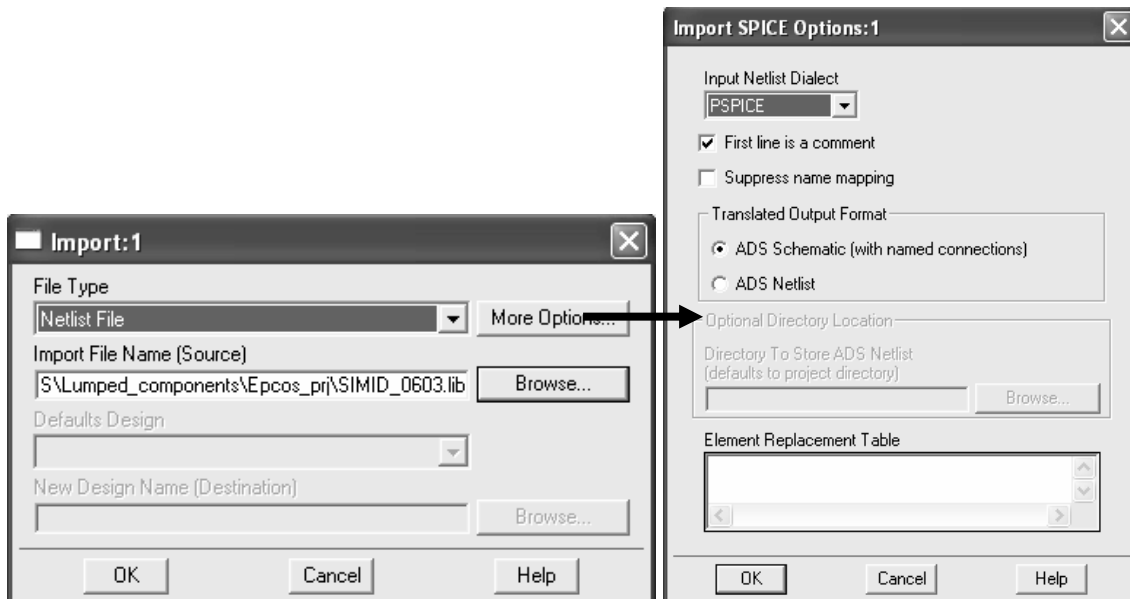 Import:1
File Type
Netlist File
More Options...
Import File Name (Source)
S\Lumped_components\Epcos_prj\SIMID_0603.lib
Browse...
Defaults Design
New Design Name (Destination)
Browse...
OK
Cancel
Help
Import SPICE Options:1
Input Netlist Dialect
PSPICE
First line is a comment
Suppress name mapping
Translated Output Format
ADS Schematic (with named connections)
ADS Netlist
Optional Directory Location
Directory To Store ADS Netlist
(defaults to project directory)
Browse...
Element Replacement Table
OK
Cancel
Help